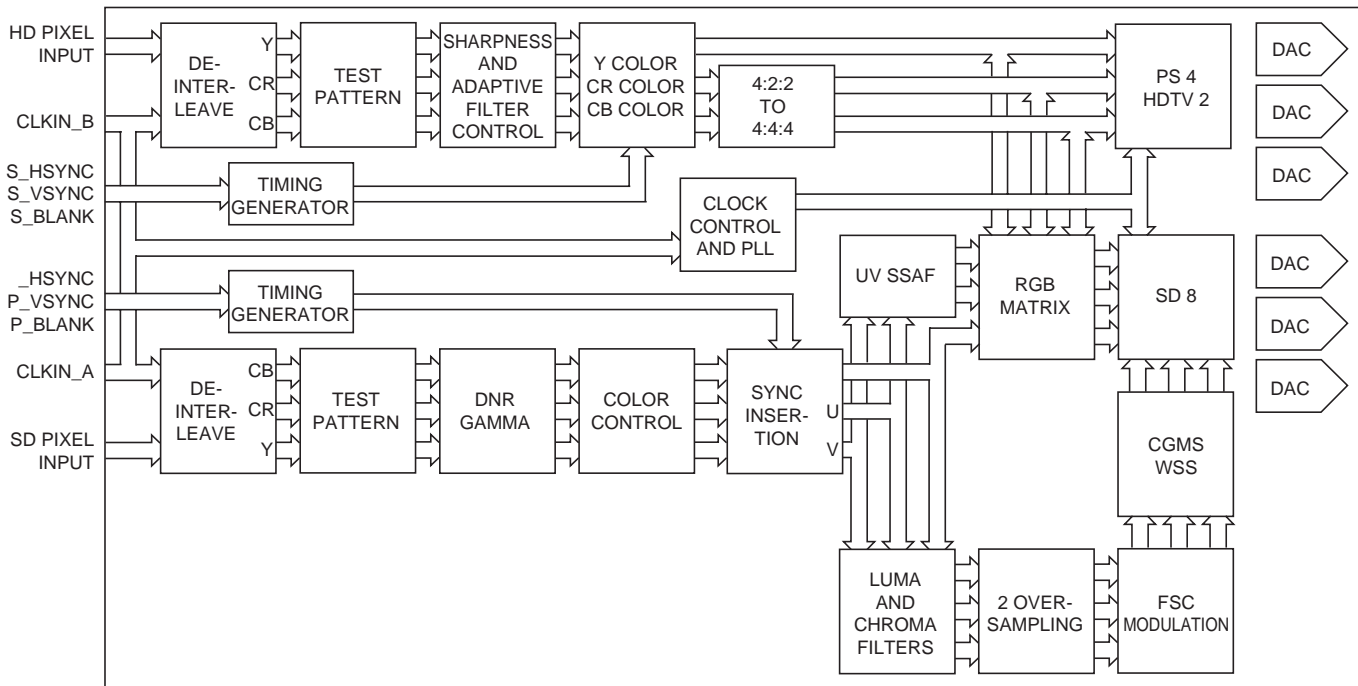 HD PIXEL
INPUT
CLKIN_B
DE-
INTER-
LEAVE
Y
CR
CB
TEST
PATTERN
SHARPNESS
AND
ADAPTIVE
FILTER
CONTROL
Y COLOR
CR COLOR
CB COLOR
4:2:2
TO
4:4:4
PS 4
HDTV 2
DAC
DAC
DAC
S_HSYNC
S_VSYNC
S_BLANK
TIMING
GENERATOR
CLOCK
CONTROL
AND PLL
_HSYNC
P_VSYNC
P_BLANK
TIMING
GENERATOR
UV SSAF
RGB
MATRIX
SD 8
DAC
DAC
DAC
CLKIN_A
SD PIXEL
INPUT
DE-
INTER-
LEAVE
CB
CR
Y
TEST
PATTERN
DNR
GAMMA
COLOR
CONTROL
SYNC
INSER-
TION
U
V
CGMS
WSS
LUMA
AND
CHROMA
FILTERS
2 OVER-
SAMPLING
FSC
MODULATION